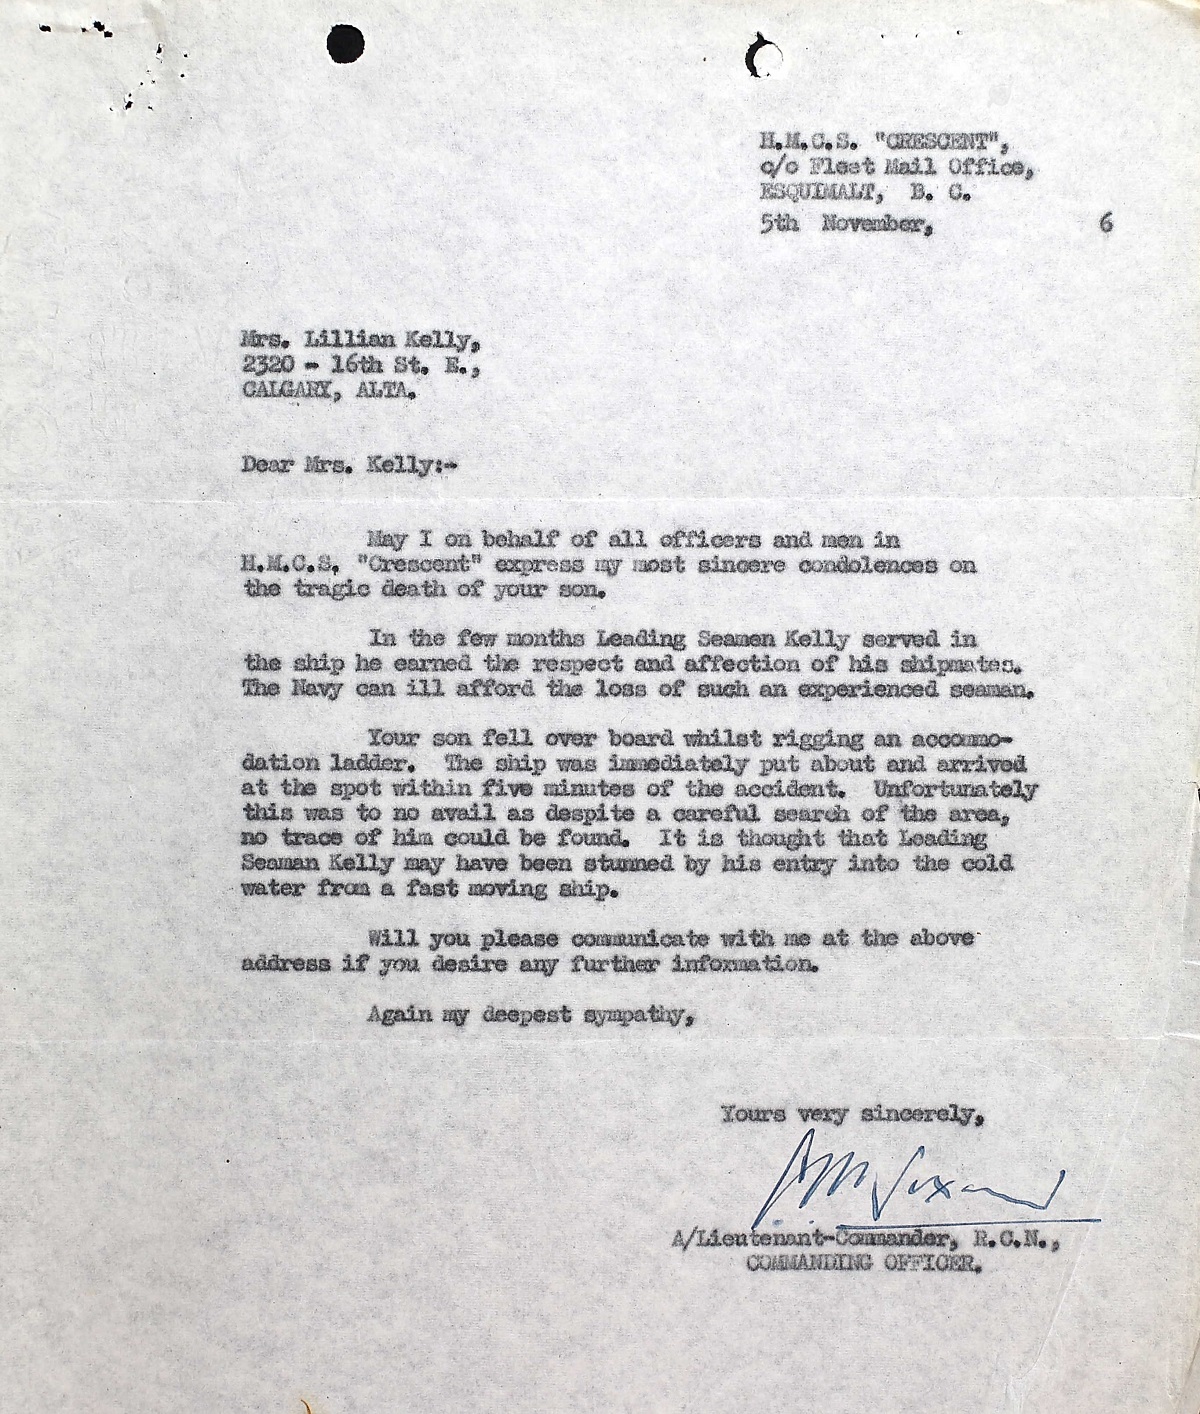 H.M.C.S. "CRESCENT",
c/o Fleet Mail Office,
ESQUIMALT, B. C.
5th November, 6
Mrs. Lillian Kelly,
2320 - 16th St. E.,
CALGARY, ALTA.
Dear Mrs. Kelly:-
May I on behalf of all officers and men in
H.M.C.S. "Crescent" express my most sincere condolences on
the tragic death of your son.
In the few months Leading Seamen Kelly served in
the ship he earned the respect and affection of his shipmates.
The Navy can ill afford the loss of such an experienced seaman.
Your son fell over board whilst rigging an accommo-
dation ladder. The ship was immediately put about and arrived
at the spot within five minutes of the accident. Unfortunately
this was to no avail as despite a careful search of the area,
no trace of him could be found. It is thought that Leading
Seaman Kelly may have been stunned by his entry into the cold
water from a fast moving ship.
Will you please communicate with me at the above
address if you desire any further information.
Again my deepest sympathy,
Yours very sincerely,
A/Lieutenant-Commander, R.C.N.,
COMMANDING OFFICER.